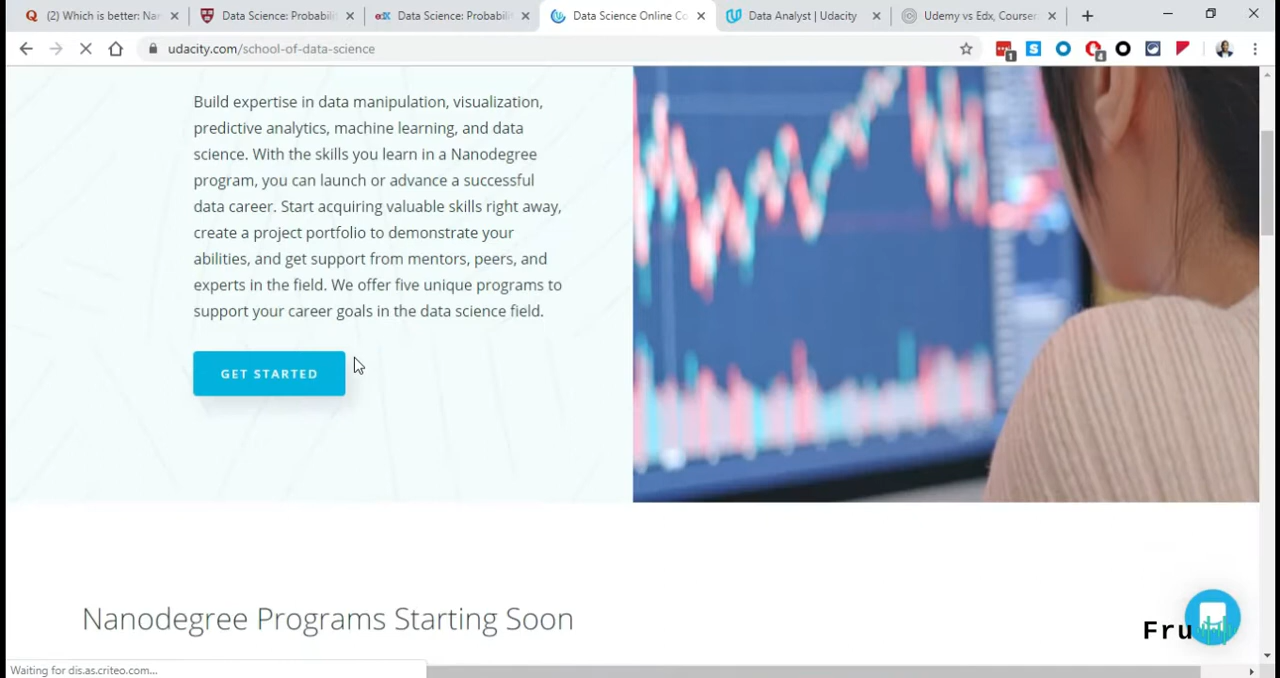 (2) Which is better: Nar
Data Science: Probabili
Data Science: Probabili
Data Science Online Co
Data Analyst | Udacity
Udemy vs Edx, Course
udacity.com/school-of-data-science
1
4
Build expertise in data manipulation, visualization,
predictive analytics, machine learning, and data
science. With the skills you learn in a Nanodegree
program, you can launch or advance a successful
data career. Start acquiring valuable skills right away,
create a project portfolio to demonstrate your
abilities, and get support from mentors, peers, and
experts in the field. We offer five unique programs to
support your career goals in the data science field.
GET STARTED
Nanodegree Programs Starting Soon
Fru
Waiting for dis.as.criteo.com...